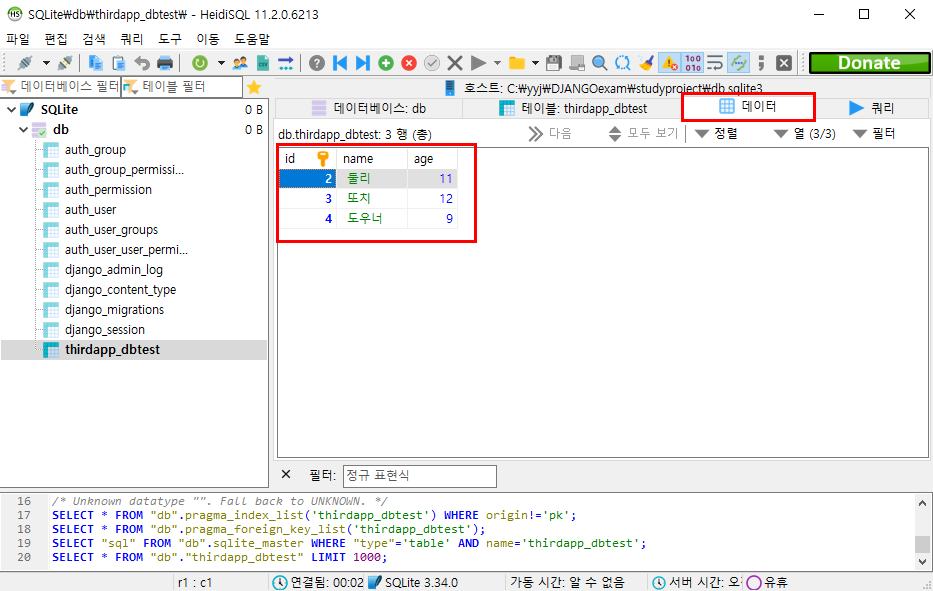 SQLite₩db₩thirdapp_dbtest₩ - HeidiSQL 11.2.0.6213
파일 편집 검색 쿼리 도구 이동 도움말
Donate
데이터베이스 필터 테이블 필터
호스트: C:₩yyj₩DJANGOexam₩studyproject₩db.sqlite3
SQLite 0 B
db 0 B
auth_group
auth_group_permissi...
auth_permission
auth_user
auth_user_groups
auth_user_user_permi...
django_admin_log
django_content_type
django_migrations
django_session
thirdapp_dbtest
데이터베이스: db 테이블: thirdapp_dbtest 데이터 쿼리
db.thirdapp_dbtest: 3 행 (총) 다음 모두 보기 정렬 열 (3/3) 필터
id name age
2 둘리 11
3 또치 12
4 도우너 9
필터: 정규 표현식
16 /* Unknown datatype "". Fall back to UNKNOWN. */
17 SELECT * FROM "db".pragma_index_list('thirdapp_dbtest') WHERE origin!='pk';
18 SELECT * FROM "db".pragma_foreign_key_list('thirdapp_dbtest');
19 SELECT "sql" FROM "db".sqlite_master WHERE "type"='table' AND name='thirdapp_dbtest';
20 SELECT * FROM "db"."thirdapp_dbtest" LIMIT 1000;
r1 : c1 연결됨: 00:02 SQLite 3.34.0 가동 시간: 알 수 없음 서버 시간: 유휴